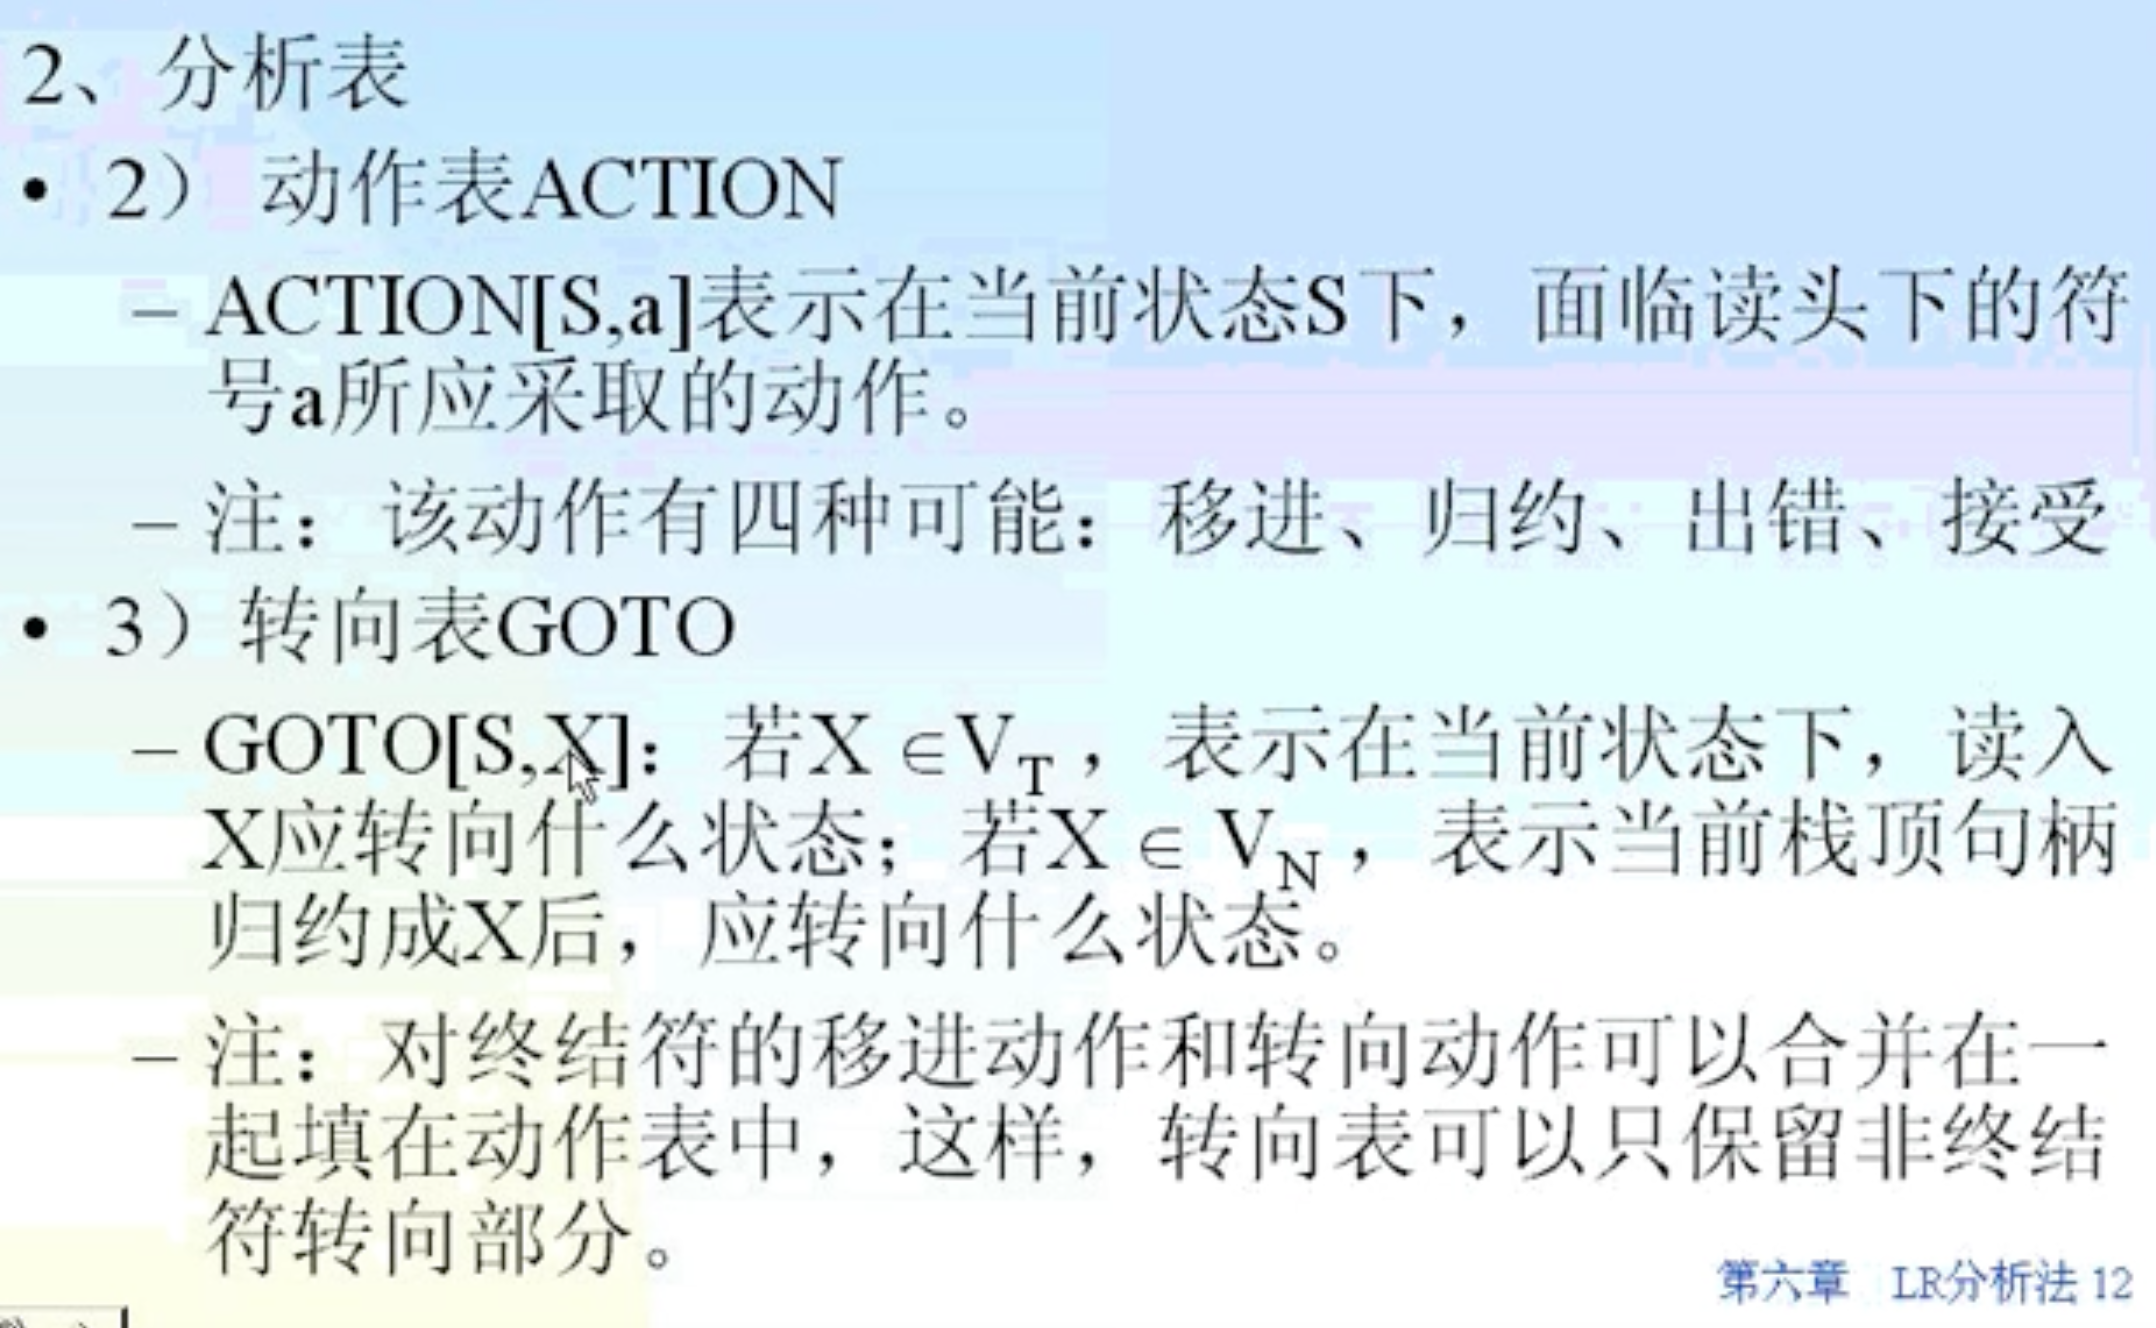 2、分析表
• 2） 动作表ACTION
– ACTION[S,a]表示在当前状态S下，面临读头下的符
号a所应采取的动作。
– 注：该动作有四种可能：移进、归约、出错、接受
• 3）转向表GOTO
– GOTO[S,X]：若X ∈V_T，表示在当前状态下，读入
X应转向什么状态；若X ∈ V_N，表示当前栈顶句柄
归约成X后，应转向什么状态。
– 注：对终结符的移进动作和转向动作可以合并在一
起填在动作表中，这样，转向表可以只保留非终结
符转向部分。
第六章 LR分析法 12